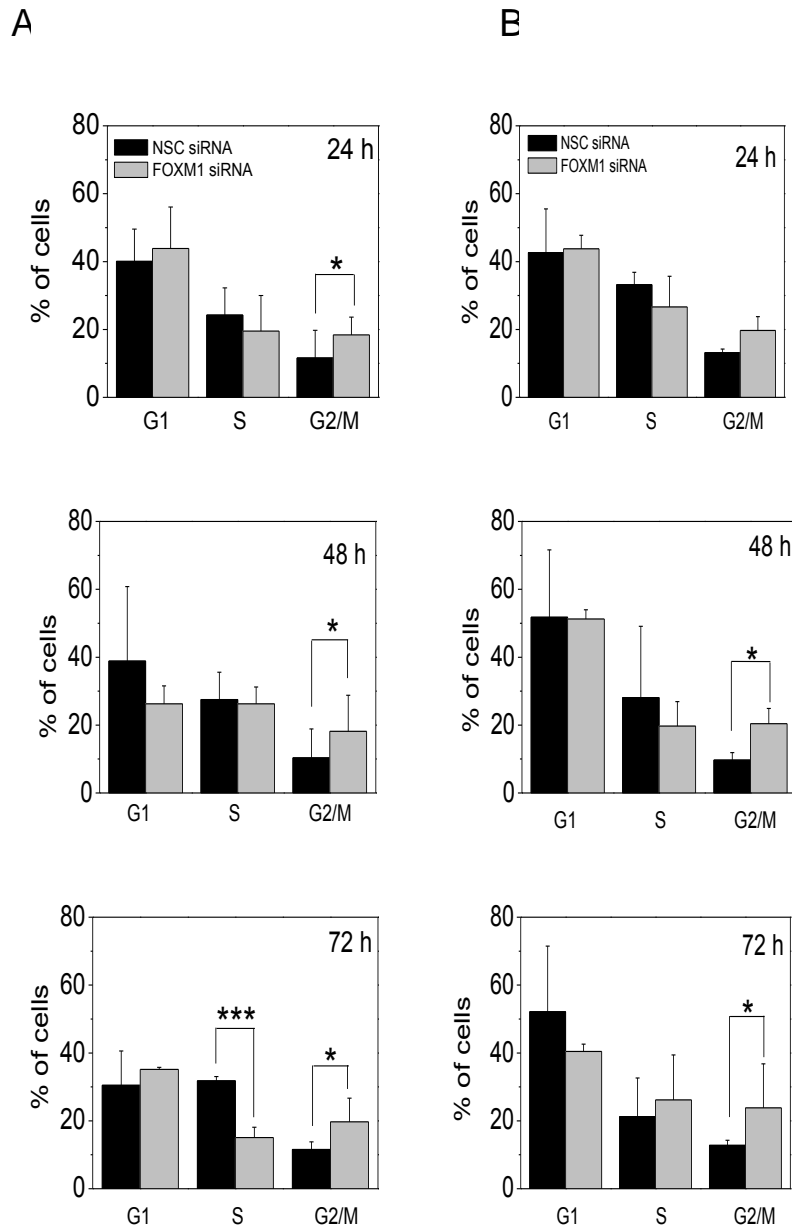 A B
80
60
40
20
0
% of cells
NSC siRNA
FOXM1 siRNA
24 h
*
G1 S G2/M
80
60
40
20
0
% of cells
NSC siRNA
FOXM1 siRNA
24 h
G1 S G2/M
80
60
40
20
0
% of cells
48 h
*
G1 S G2/M
80
60
40
20
0
% of cells
48 h
*
G1 S G2/M
80
60
40
20
0
% of cells
72 h
***
*
G1 S G2/M
80
60
40
20
0
% of cells
72 h
*
G1 S G2/M